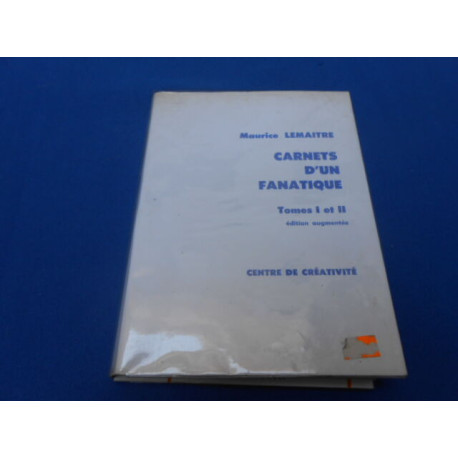 Maurice LEMAITRE
CARNETS
D'UN
FANATIQUE
Tomes I et II
édition augmentée
CENTRE DE CRÉATIVITÉ